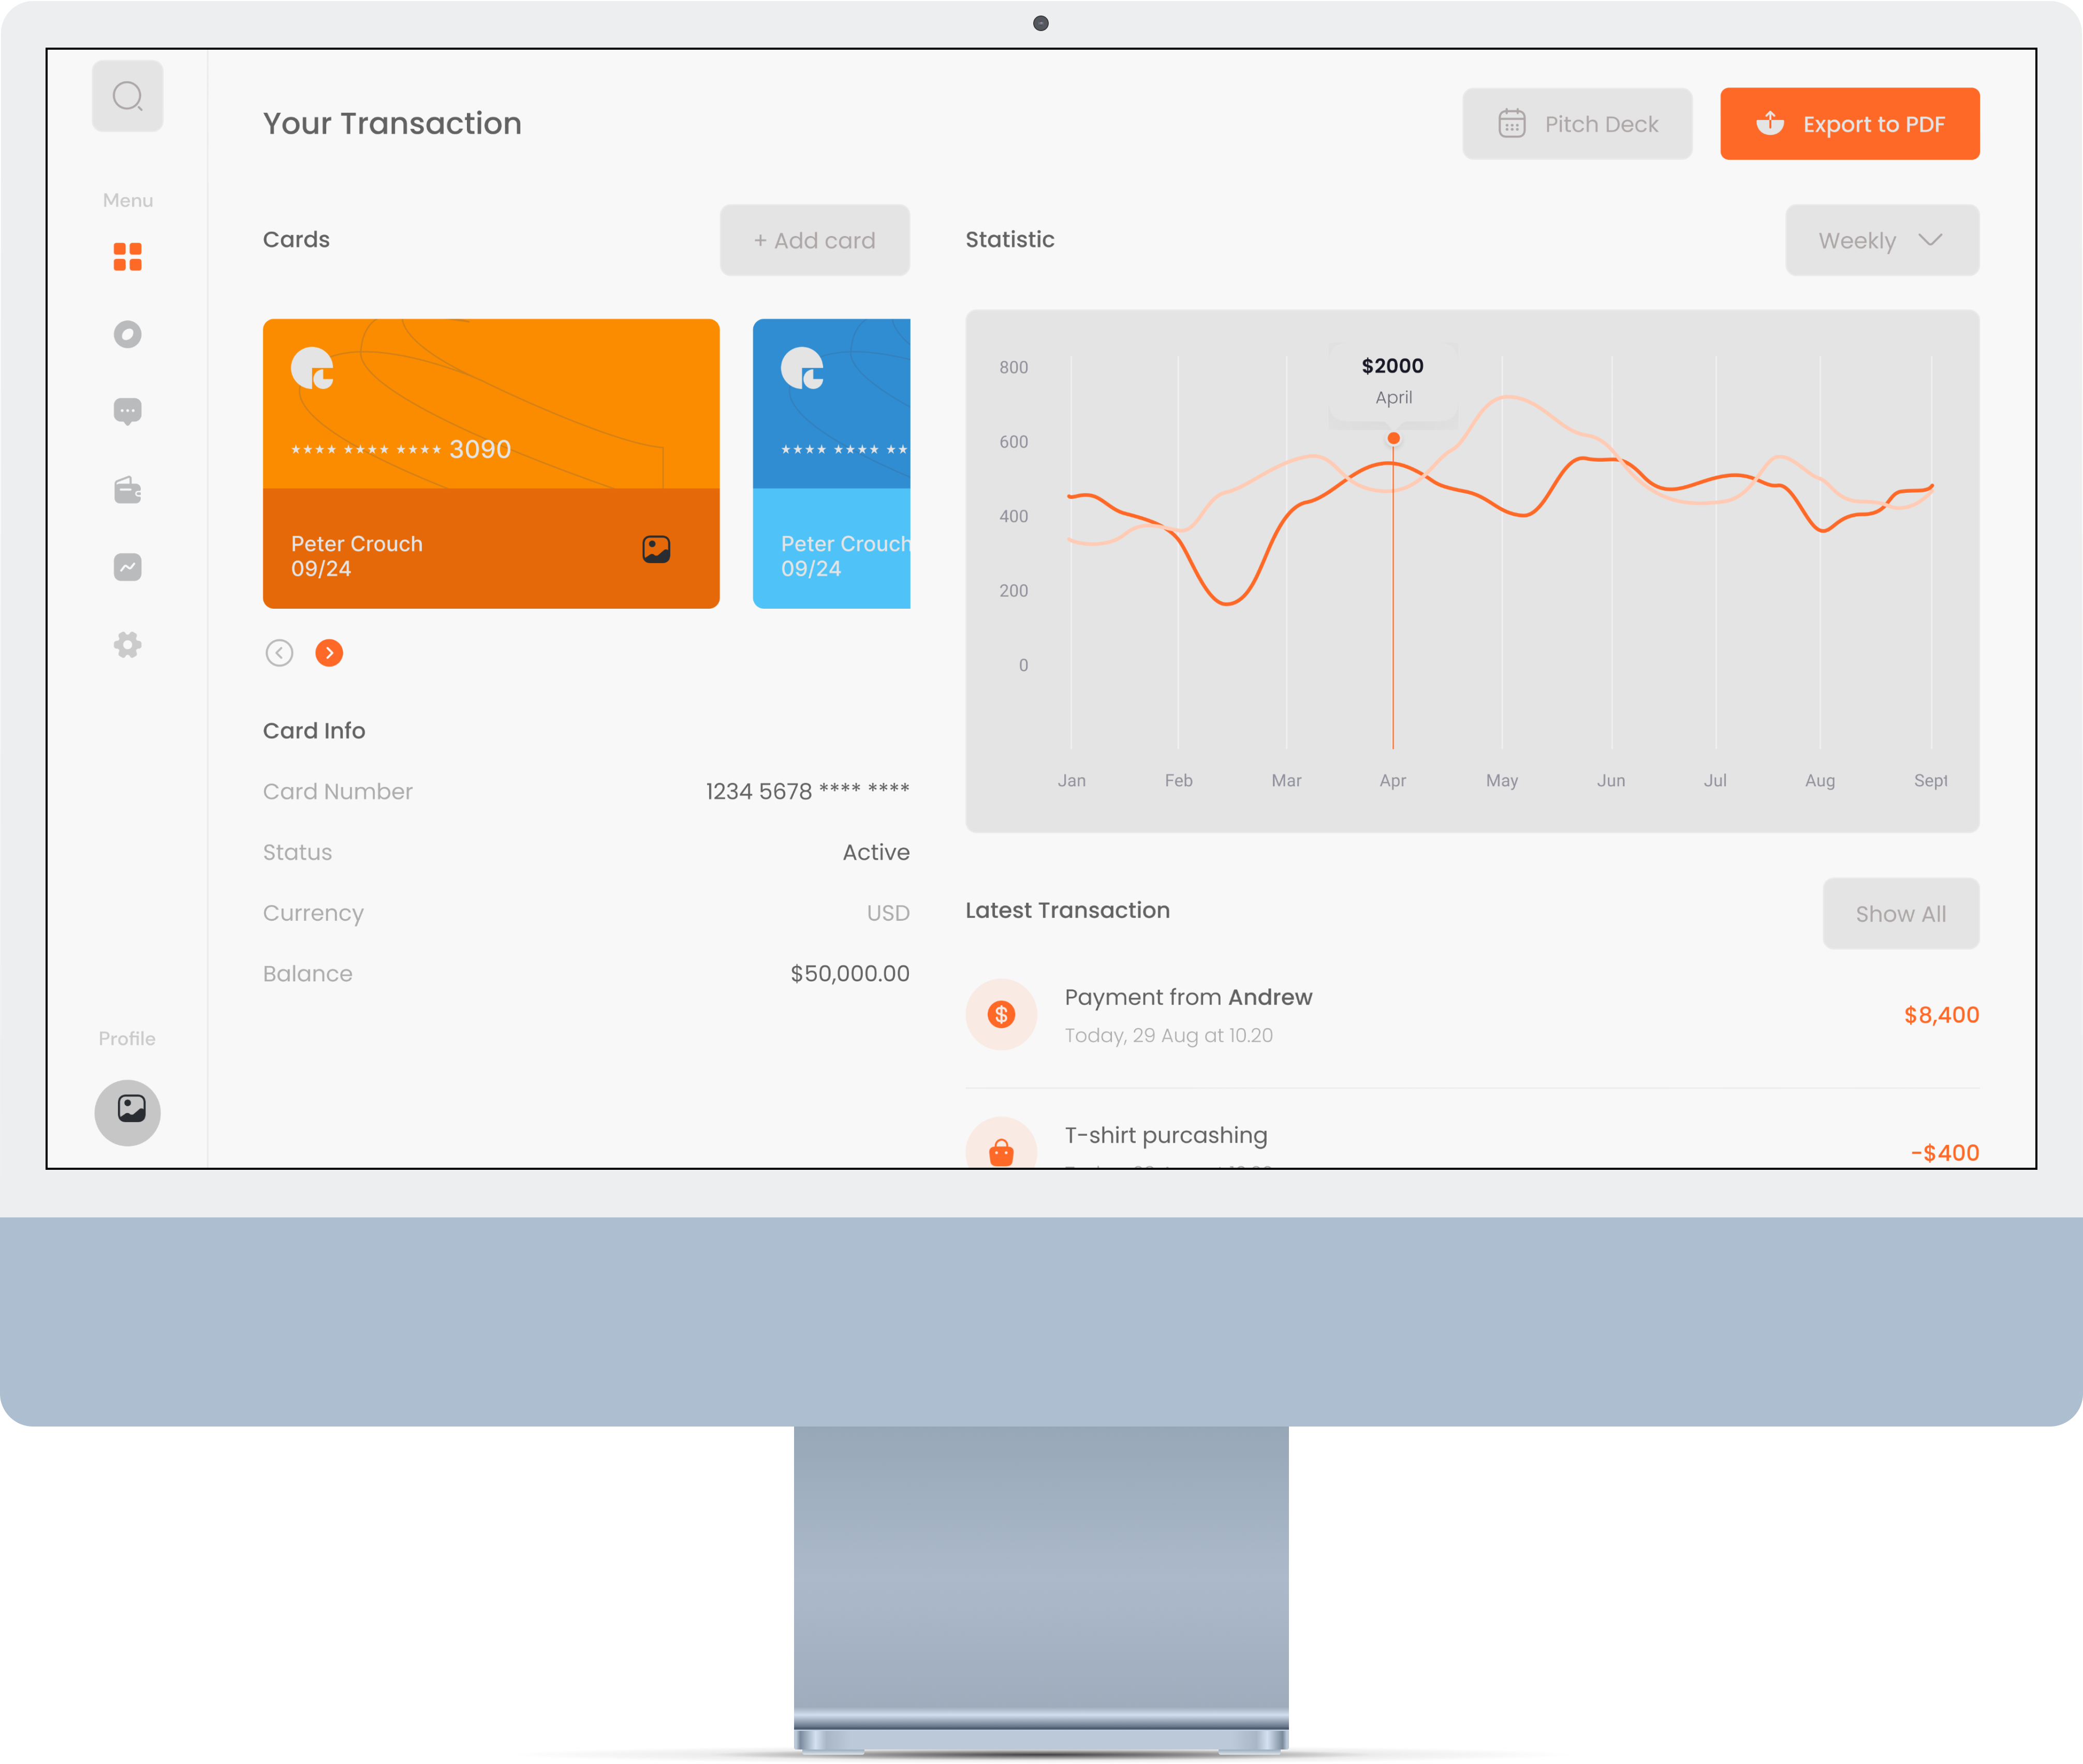 Your Transaction
Pitch Deck
Export to PDF
Menu
Cards
+ Add card
Statistic
Weekly
**** **** **** 3090
Peter Crouch
09/24
**** **** **
Peter Crouch
09/24
800
600
400
200
0
$2000
April
Jan
Feb
Mar
Apr
May
Jun
Jul
Aug
Sept
Card Info
Card Number
1234 5678 **** ****
Status
Active
Currency
USD
Balance
$50,000.00
Profile
Latest Transaction
Show All
Payment from Andrew
Today, 29 Aug at 10.20
$8,400
T-shirt purcashing
-$400